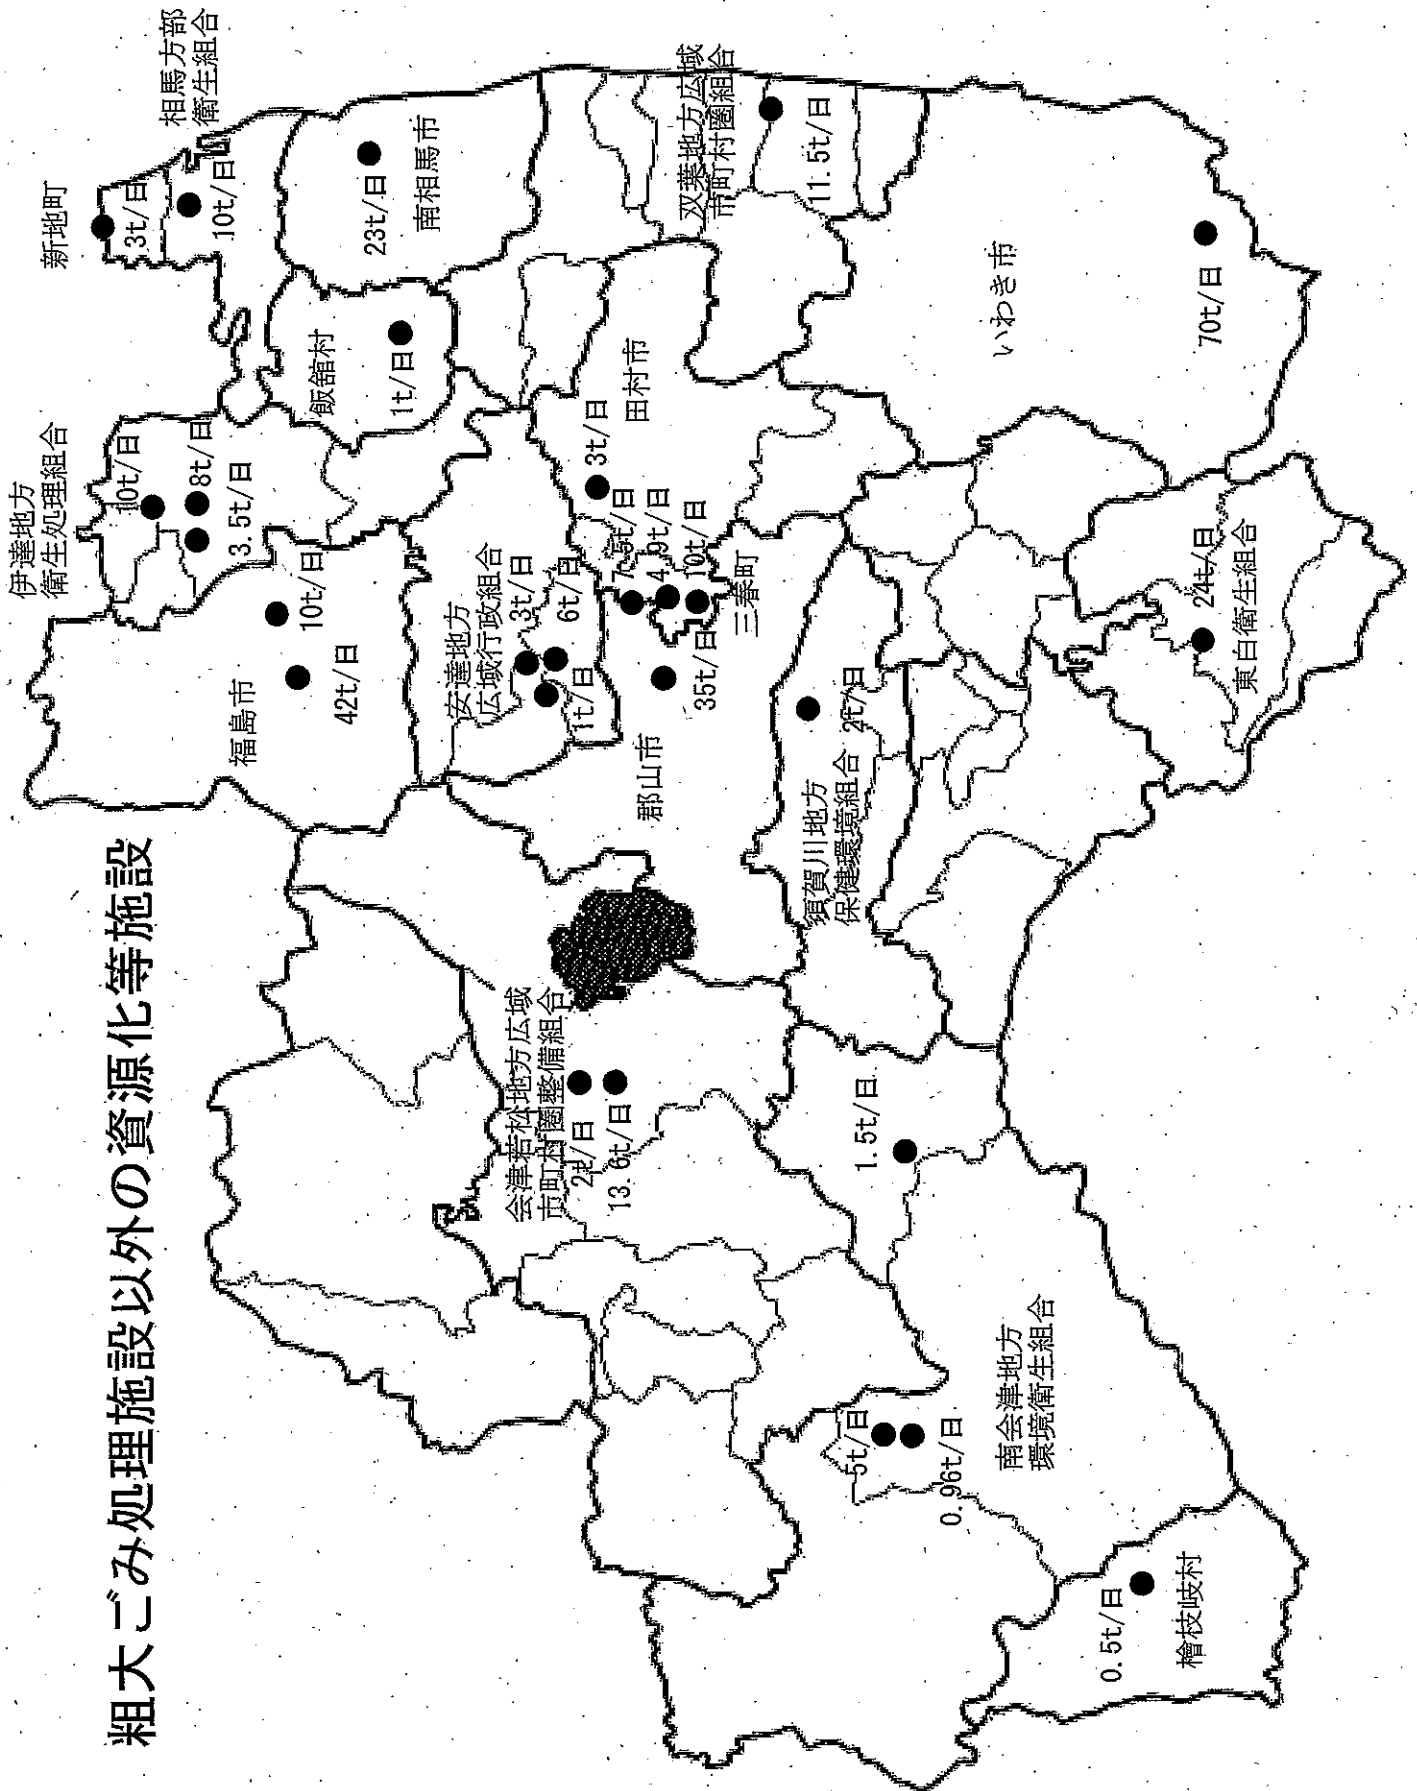 粗大ごみ処理施設以外の資源化等施設
新地町
3t/日
相馬方部
衛生組合
10t/日
伊達地方
衛生処理組合
10t/日
8t/日
3.5t/日
飯舘村
1t/日
南相馬市
23t/日
福島市
10t/日
42t/日
安達地方
広域行政組合
3t/日
6t/日
1t/日
田村市
3t/日
双葉地方広域
市町村圏組合
11.5t/日
郡山市
35t/日
三春町
4.9t/日
10t/日
会津若松地方広域
市町村圏整備組合
2t/日
13.6t/日
須賀川地方
保健環境組合
2t/日
いわき市
70t/日
1.5t/日
南会津地方
環境衛生組合
5t/日
0.96t/日
東白衛生組合
24t/日
檜枝岐村
0.5t/日